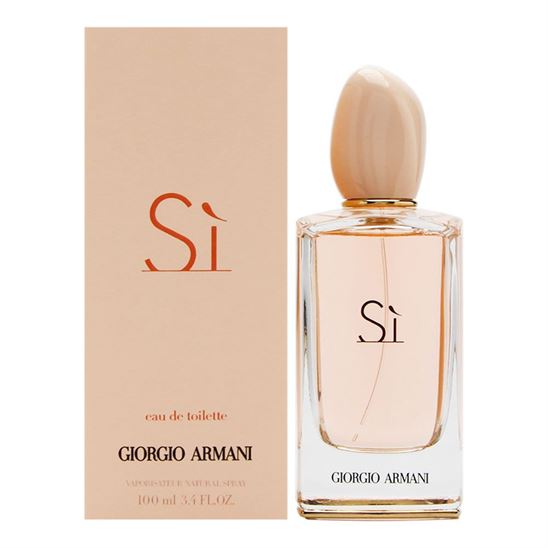 Sì
eau de toilette
GIORGIO ARMANI
VAPORISATEUR NATURAL SPRAY
100 ml 3.4 FL.OZ.
Sì
GIORGIO ARMANI